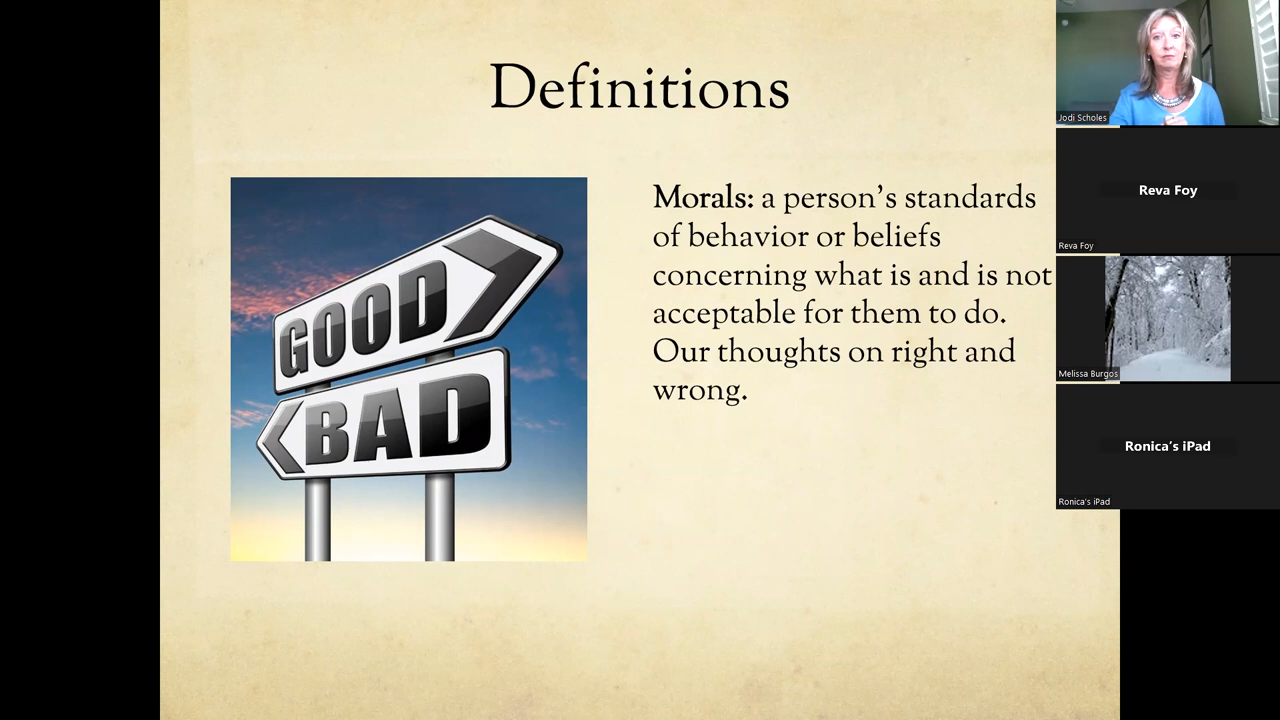 Definitions
GOOD
BAD
Morals: a person’s standards
of behavior or beliefs
concerning what is and is not
acceptable for them to do.
Our thoughts on right and
wrong.
Jodi Scholes
Reva Foy
Reva Foy
Melissa Burgos
Ronica’s iPad
Ronica's iPad